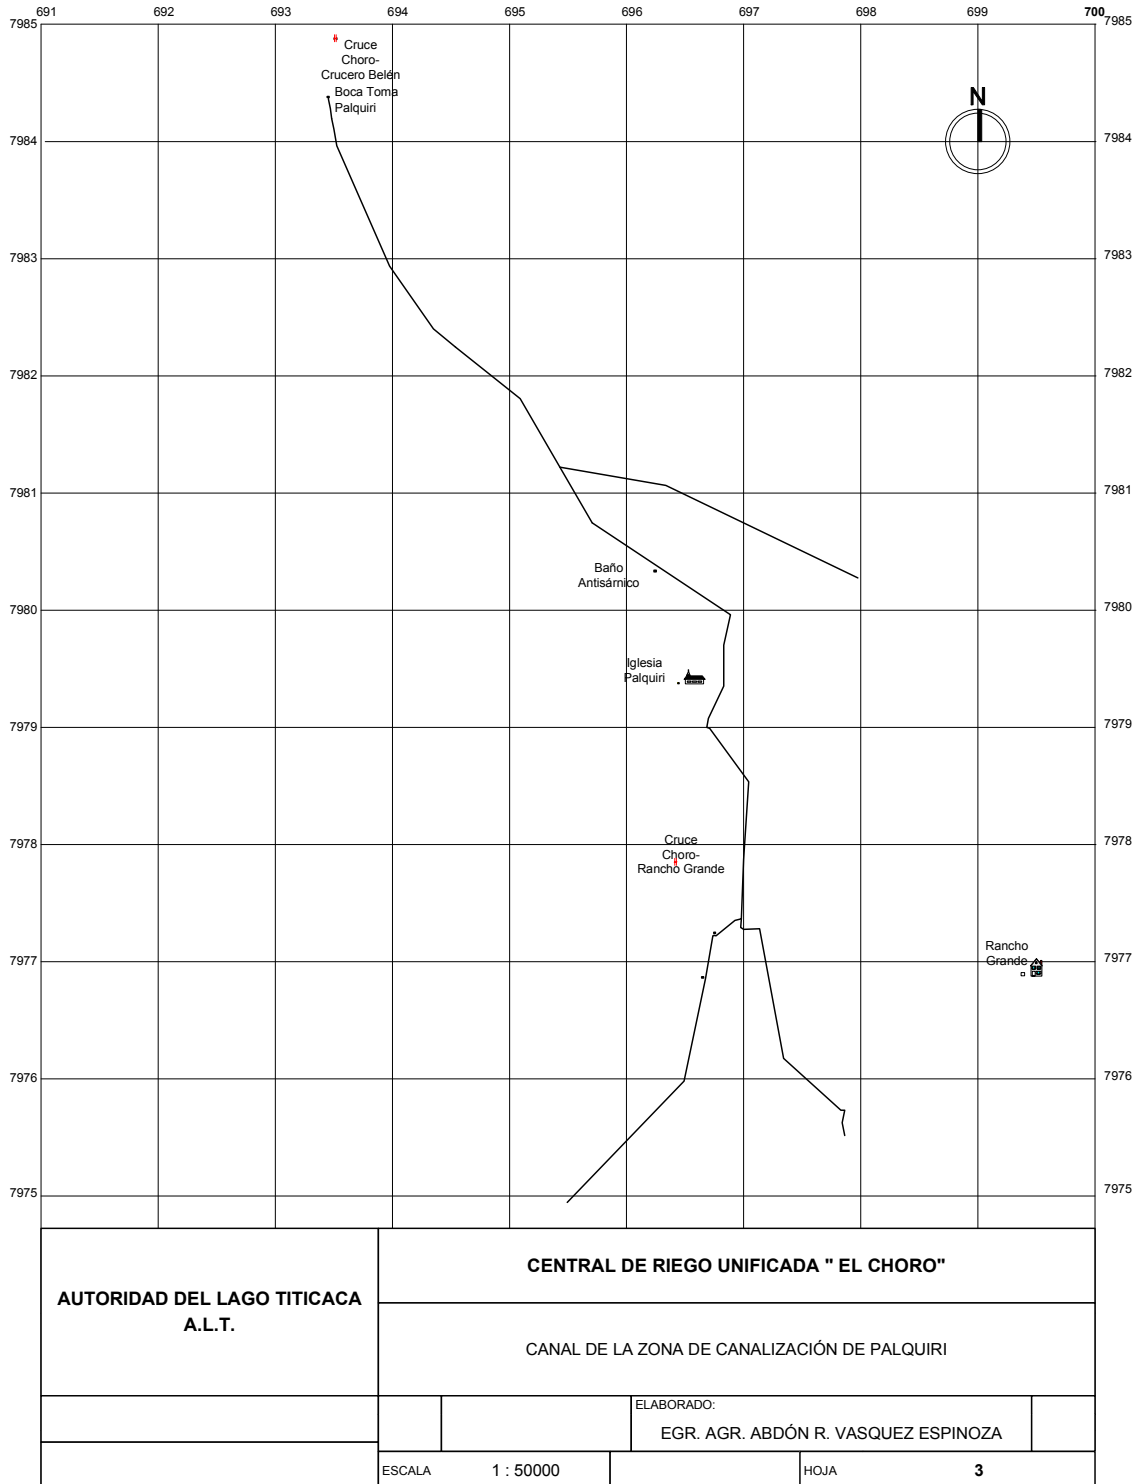 691 692 693 694 695 696 697 698 699 700
7985 7985
Cruce
Choro-
Crucero Belén
Boca Toma
Palquiri
N
7984 7984
7983 7983
7982 7982
7981 7981
Baño
Antisárnico
7980 7980
Iglesia
Palquiri
7979 7979
7978 7978
Cruce
Choro-
Rancho Grande
Rancho
Grande
7977 7977
7976 7976
7975 7975
AUTORIDAD DEL LAGO TITICACA
A.L.T.
CENTRAL DE RIEGO UNIFICADA " EL CHORO"
CANAL DE LA ZONA DE CANALIZACIÓN DE PALQUIRI
ELABORADO:
EGR. AGR. ABDÓN R. VASQUEZ ESPINOZA
ESCALA 1 : 50000 HOJA 3